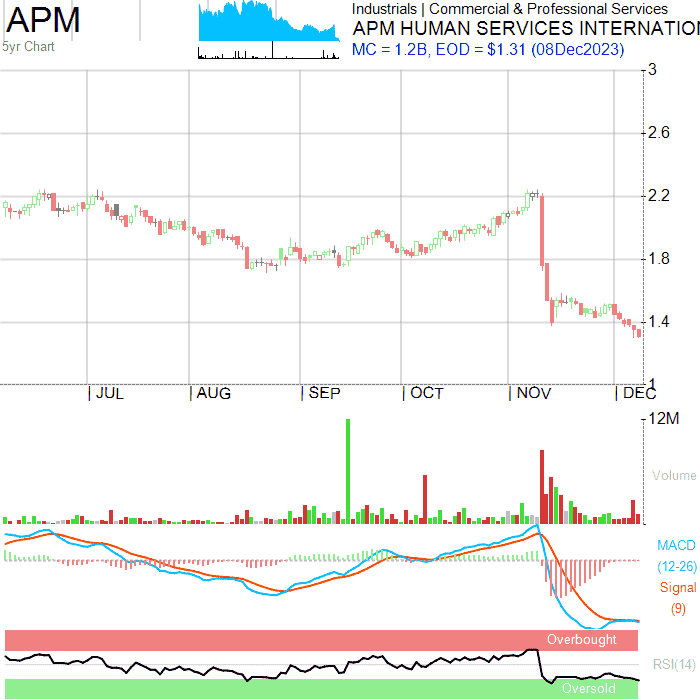 APM
5yr Chart
Industrials | Commercial & Professional Services
APM HUMAN SERVICES INTERNATIO
MC = 1.2B, EOD = $1.31 (08Dec2023)
3
2.6
2.2
1.8
1.4
1
JUL AUG SEP OCT NOV DEC
12M
Volume
MACD
(12-26)
Signal
(9)
Overbought
RSI(14)
Oversold